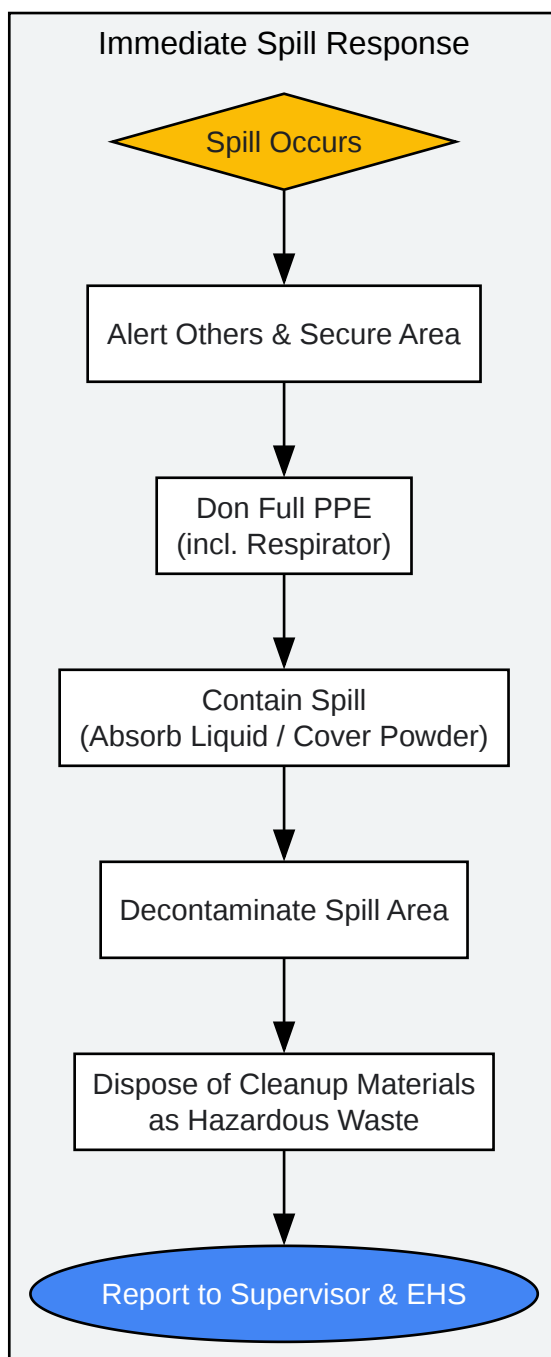 Immediate Spill Response
Spill Occurs
Alert Others & Secure Area
Don Full PPE
(incl. Respirator)
Contain Spill
(Absorb Liquid / Cover Powder)
Decontaminate Spill Area
Dispose of Cleanup Materials
as Hazardous Waste
Report to Supervisor & EHS